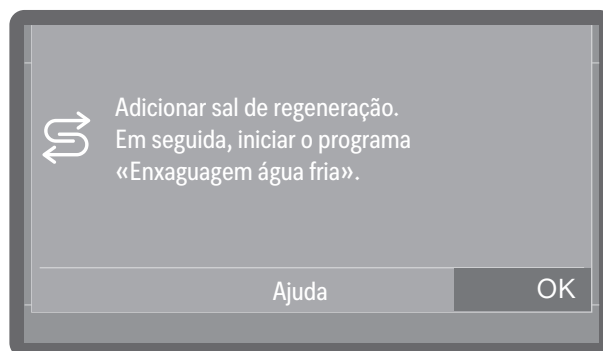 Adicionar sal de regeneração.
Em seguida, iniciar o programa
«Enxaguagem água fria».
Ajuda
OK